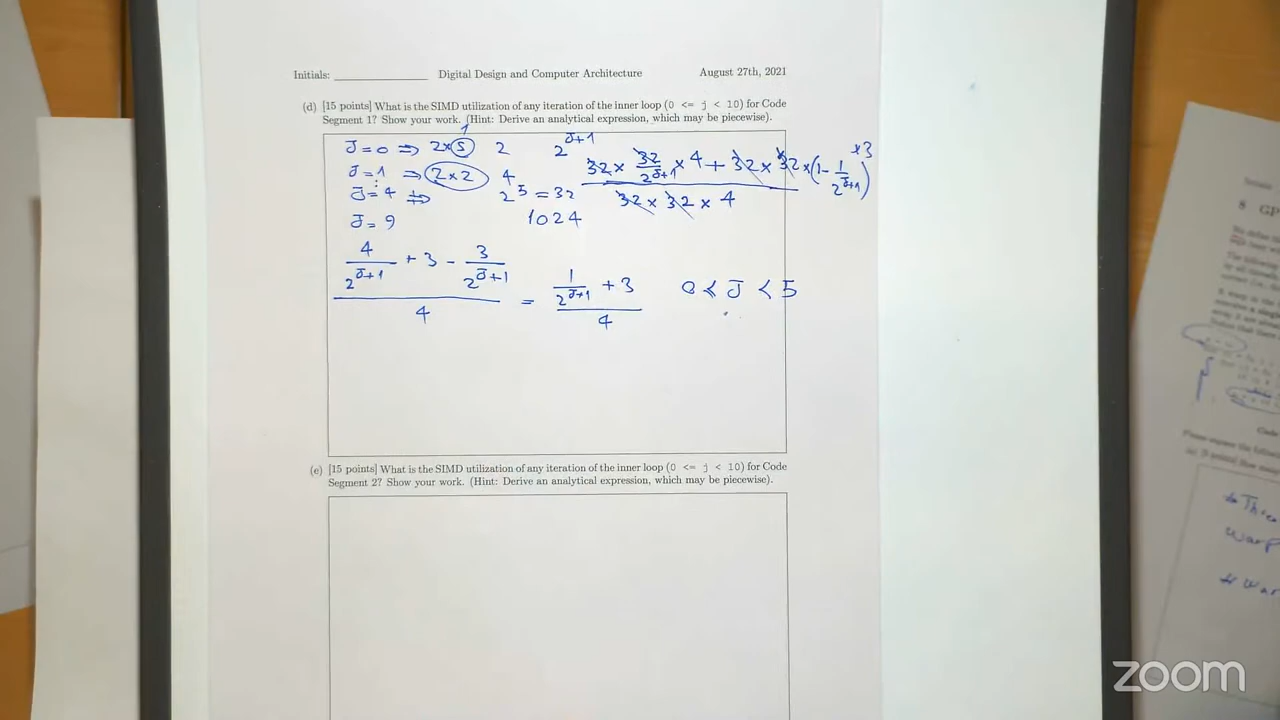 Initials: ____________ Digital Design and Computer Architecture August 27th, 2021
(d) [15 points] What is the SIMD utilization of any iteration of the inner loop (0 <= j < 10) for Code
Segment 1? Show your work. (Hint: Derive an analytical expression, which may be piecewise).
J=0 ⇒ 2×5 1 2 2^(J+1)
J=1 ⇒ 2×2 4
J=4 ⇒ 2^5 = 32
J=9 1024
(32 × 32/2^(J+1) × 4 + 32 × 32 × (1 - 1/2^(J+1)) ×3) / (32 × 32 × 4)
(4/2^(J+1) + 3 - 3/2^(J+1)) / 4 = (1/2^(J+1) + 3) / 4 0 < J < 5
(e) [15 points] What is the SIMD utilization of any iteration of the inner loop (0 <= j < 10) for Code
Segment 2? Show your work. (Hint: Derive an analytical expression, which may be piecewise).
8 GP
Warp
zoom